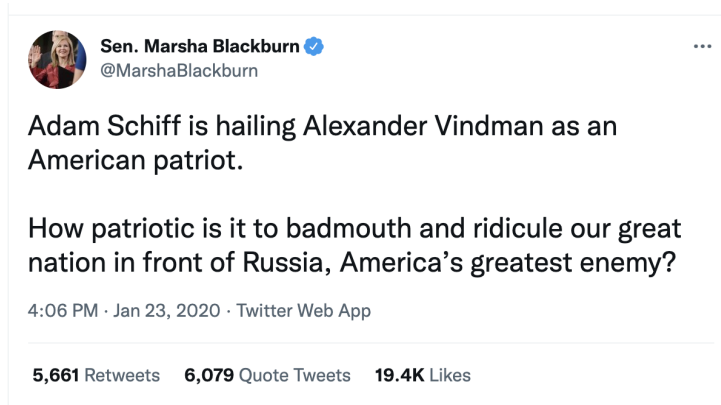 Sen. Marsha Blackburn
@MarshaBlackburn
Adam Schiff is hailing Alexander Vindman as an
American patriot.
How patriotic is it to badmouth and ridicule our great
nation in front of Russia, America’s greatest enemy?
4:06 PM · Jan 23, 2020 · Twitter Web App
5,661 Retweets 6,079 Quote Tweets 19.4K Likes